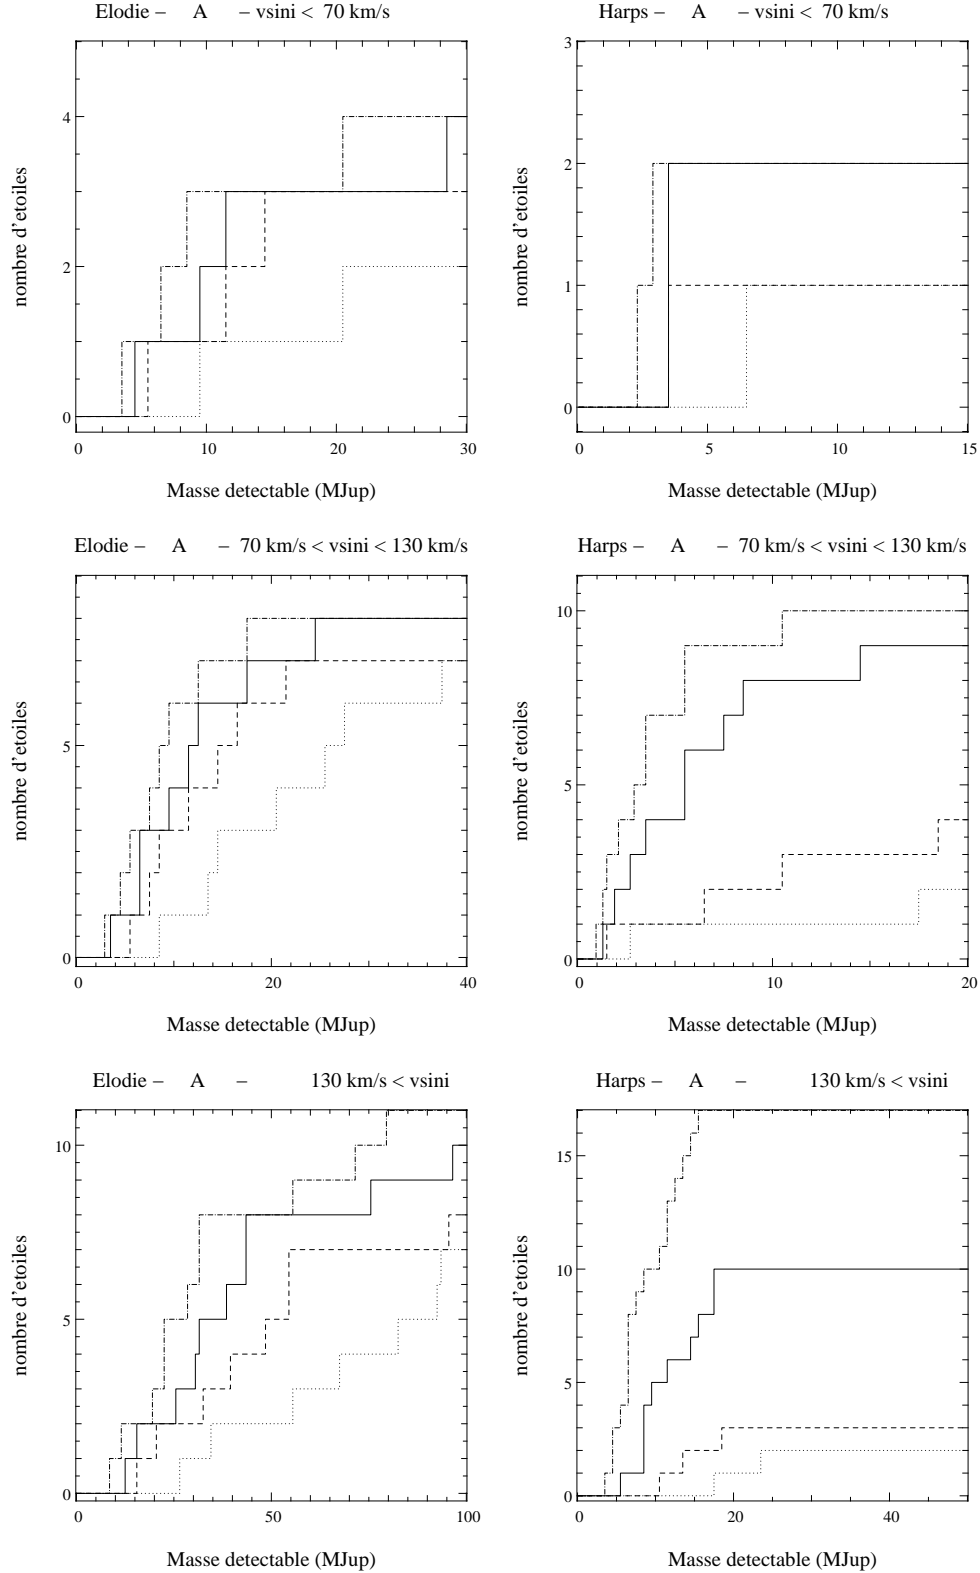 Elodie – A – vsini < 70 km/s
4
2
0
0 10 20 30
nombre d'etoiles
Masse detectable (MJup)
Harps – A – vsini < 70 km/s
3
2
1
0
0 5 10 15
nombre d'etoiles
Masse detectable (MJup)
Elodie – A – 70 km/s < vsini < 130 km/s
5
0
0 20 40
nombre d'etoiles
Masse detectable (MJup)
Harps – A – 70 km/s < vsini < 130 km/s
10
5
0
0 10 20
nombre d'etoiles
Masse detectable (MJup)
Elodie – A – 130 km/s < vsini
10
5
0
0 50 100
nombre d'etoiles
Masse detectable (MJup)
Harps – A – 130 km/s < vsini
15
10
5
0
0 20 40
nombre d'etoiles
Masse detectable (MJup)